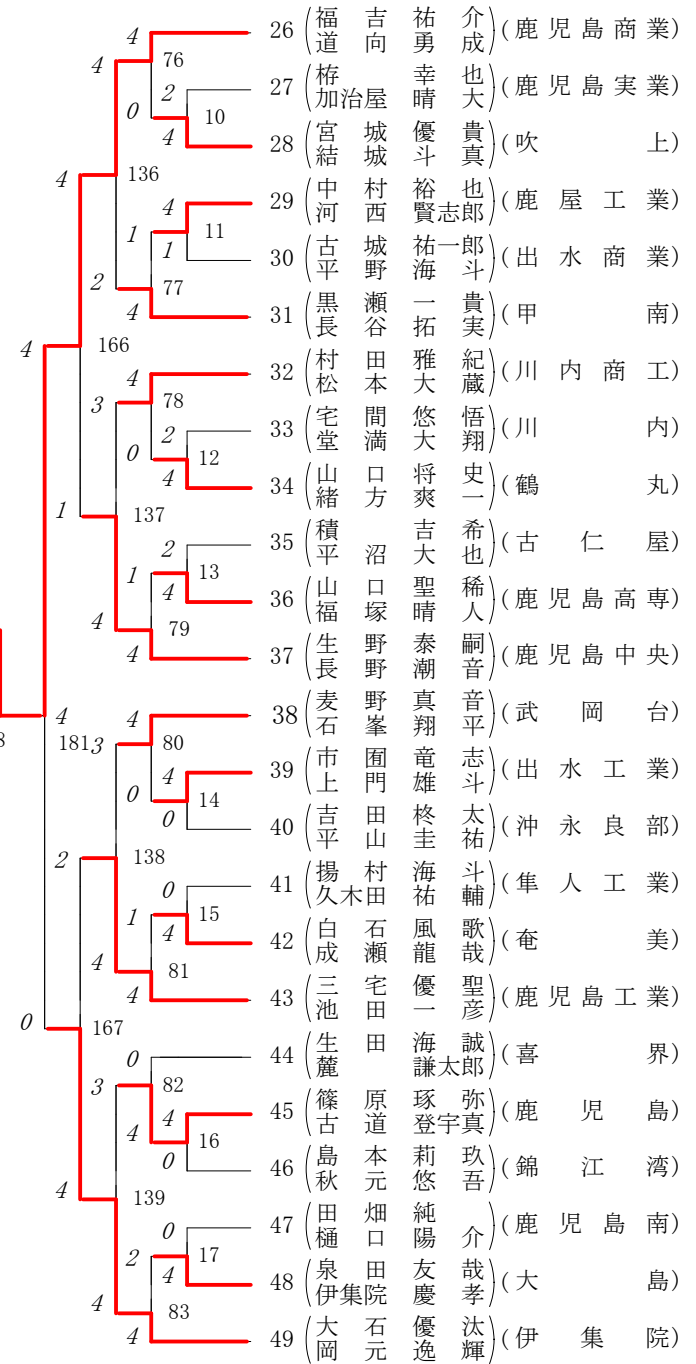 4 26 (福吉祐介 道向勇成) (鹿児島商業)
4 76
2 27 (栫幸也 加治屋晴大) (鹿児島実業)
0 10
4 28 (宮城優貴 結城斗真) (吹上)
4 136
4 29 (中村裕也 河西賢志郎) (鹿屋工業)
1 11
1 30 (古城祐一郎 平野海斗) (出水商業)
2 77
4 31 (黒瀬一貴 長谷拓実) (甲南)
4 166
4 32 (村田雅紀 松本大蔵) (川内商工)
3 78
2 33 (宅間悠悟 堂満大翔) (川内)
0 12
4 34 (山口将史 緒方爽一) (鶴丸)
1 137
2 35 (積吉希 平沼大也) (古仁屋)
1 13
4 36 (山口聖稀 福塚晴人) (鹿児島高専)
4 79
4 37 (生野泰嗣 長野潮音) (鹿児島中央)
4 38 (麦野真音 石峯翔平) (武岡台)
4
8 181 3 80
4 39 (市囿竜志 上門雄斗) (出水工業)
0 14
0 40 (吉田柊太 平山圭祐) (沖永良部)
2 138
0 41 (揚村海斗 久木田祐輔) (隼人工業)
1 15
4 42 (白石風歌 成瀬龍哉) (奄美)
4 81
4 43 (三宅優聖 池田一彦) (鹿児島工業)
0 167
0 44 (生田海誠 麓謙太郎) (喜界)
3 82
4 45 (篠原琢弥 古道登宇真) (鹿児島)
4 16
0 46 (島本莉玖 秋元悠吾) (錦江湾)
4 139
0 47 (田畑純 樋口陽介) (鹿児島南)
2 17
4 48 (泉田友哉 伊集院慶孝) (大島)
4 83
4 49 (大石優汰 岡元逸輝) (伊集院)